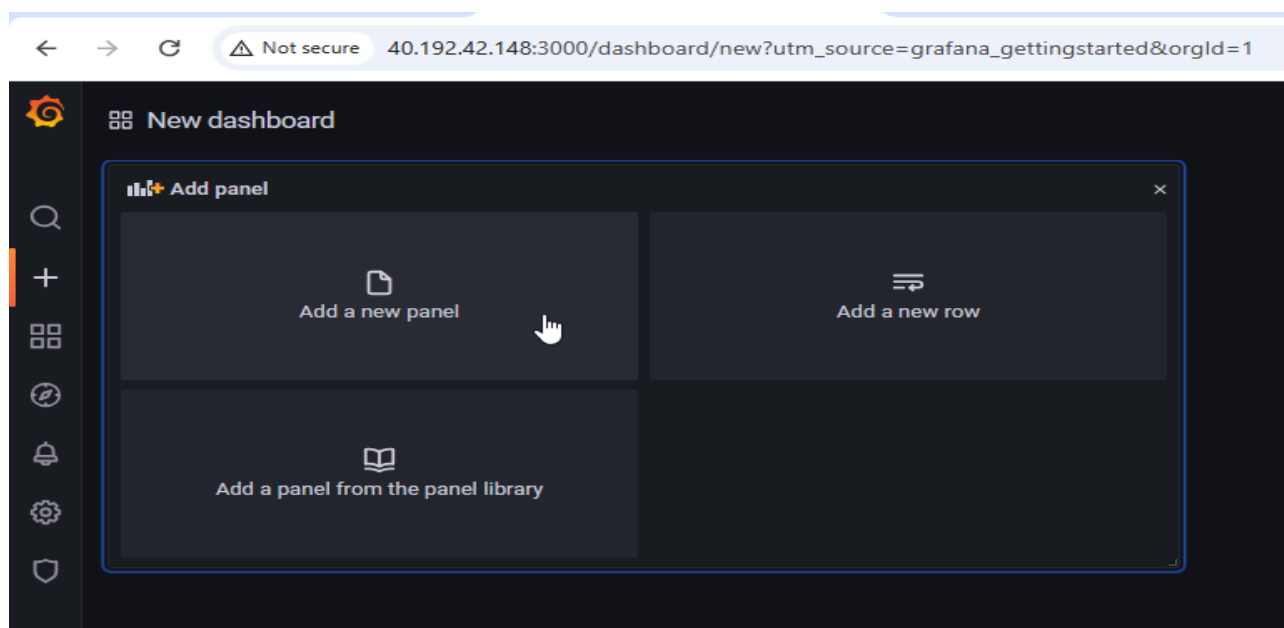 Not secure 40.192.42.148:3000/dashboard/new?utm_source=grafana_gettingstarted&orgId=1
New dashboard
Add panel
Add a new panel
Add a new row
Add a panel from the panel library